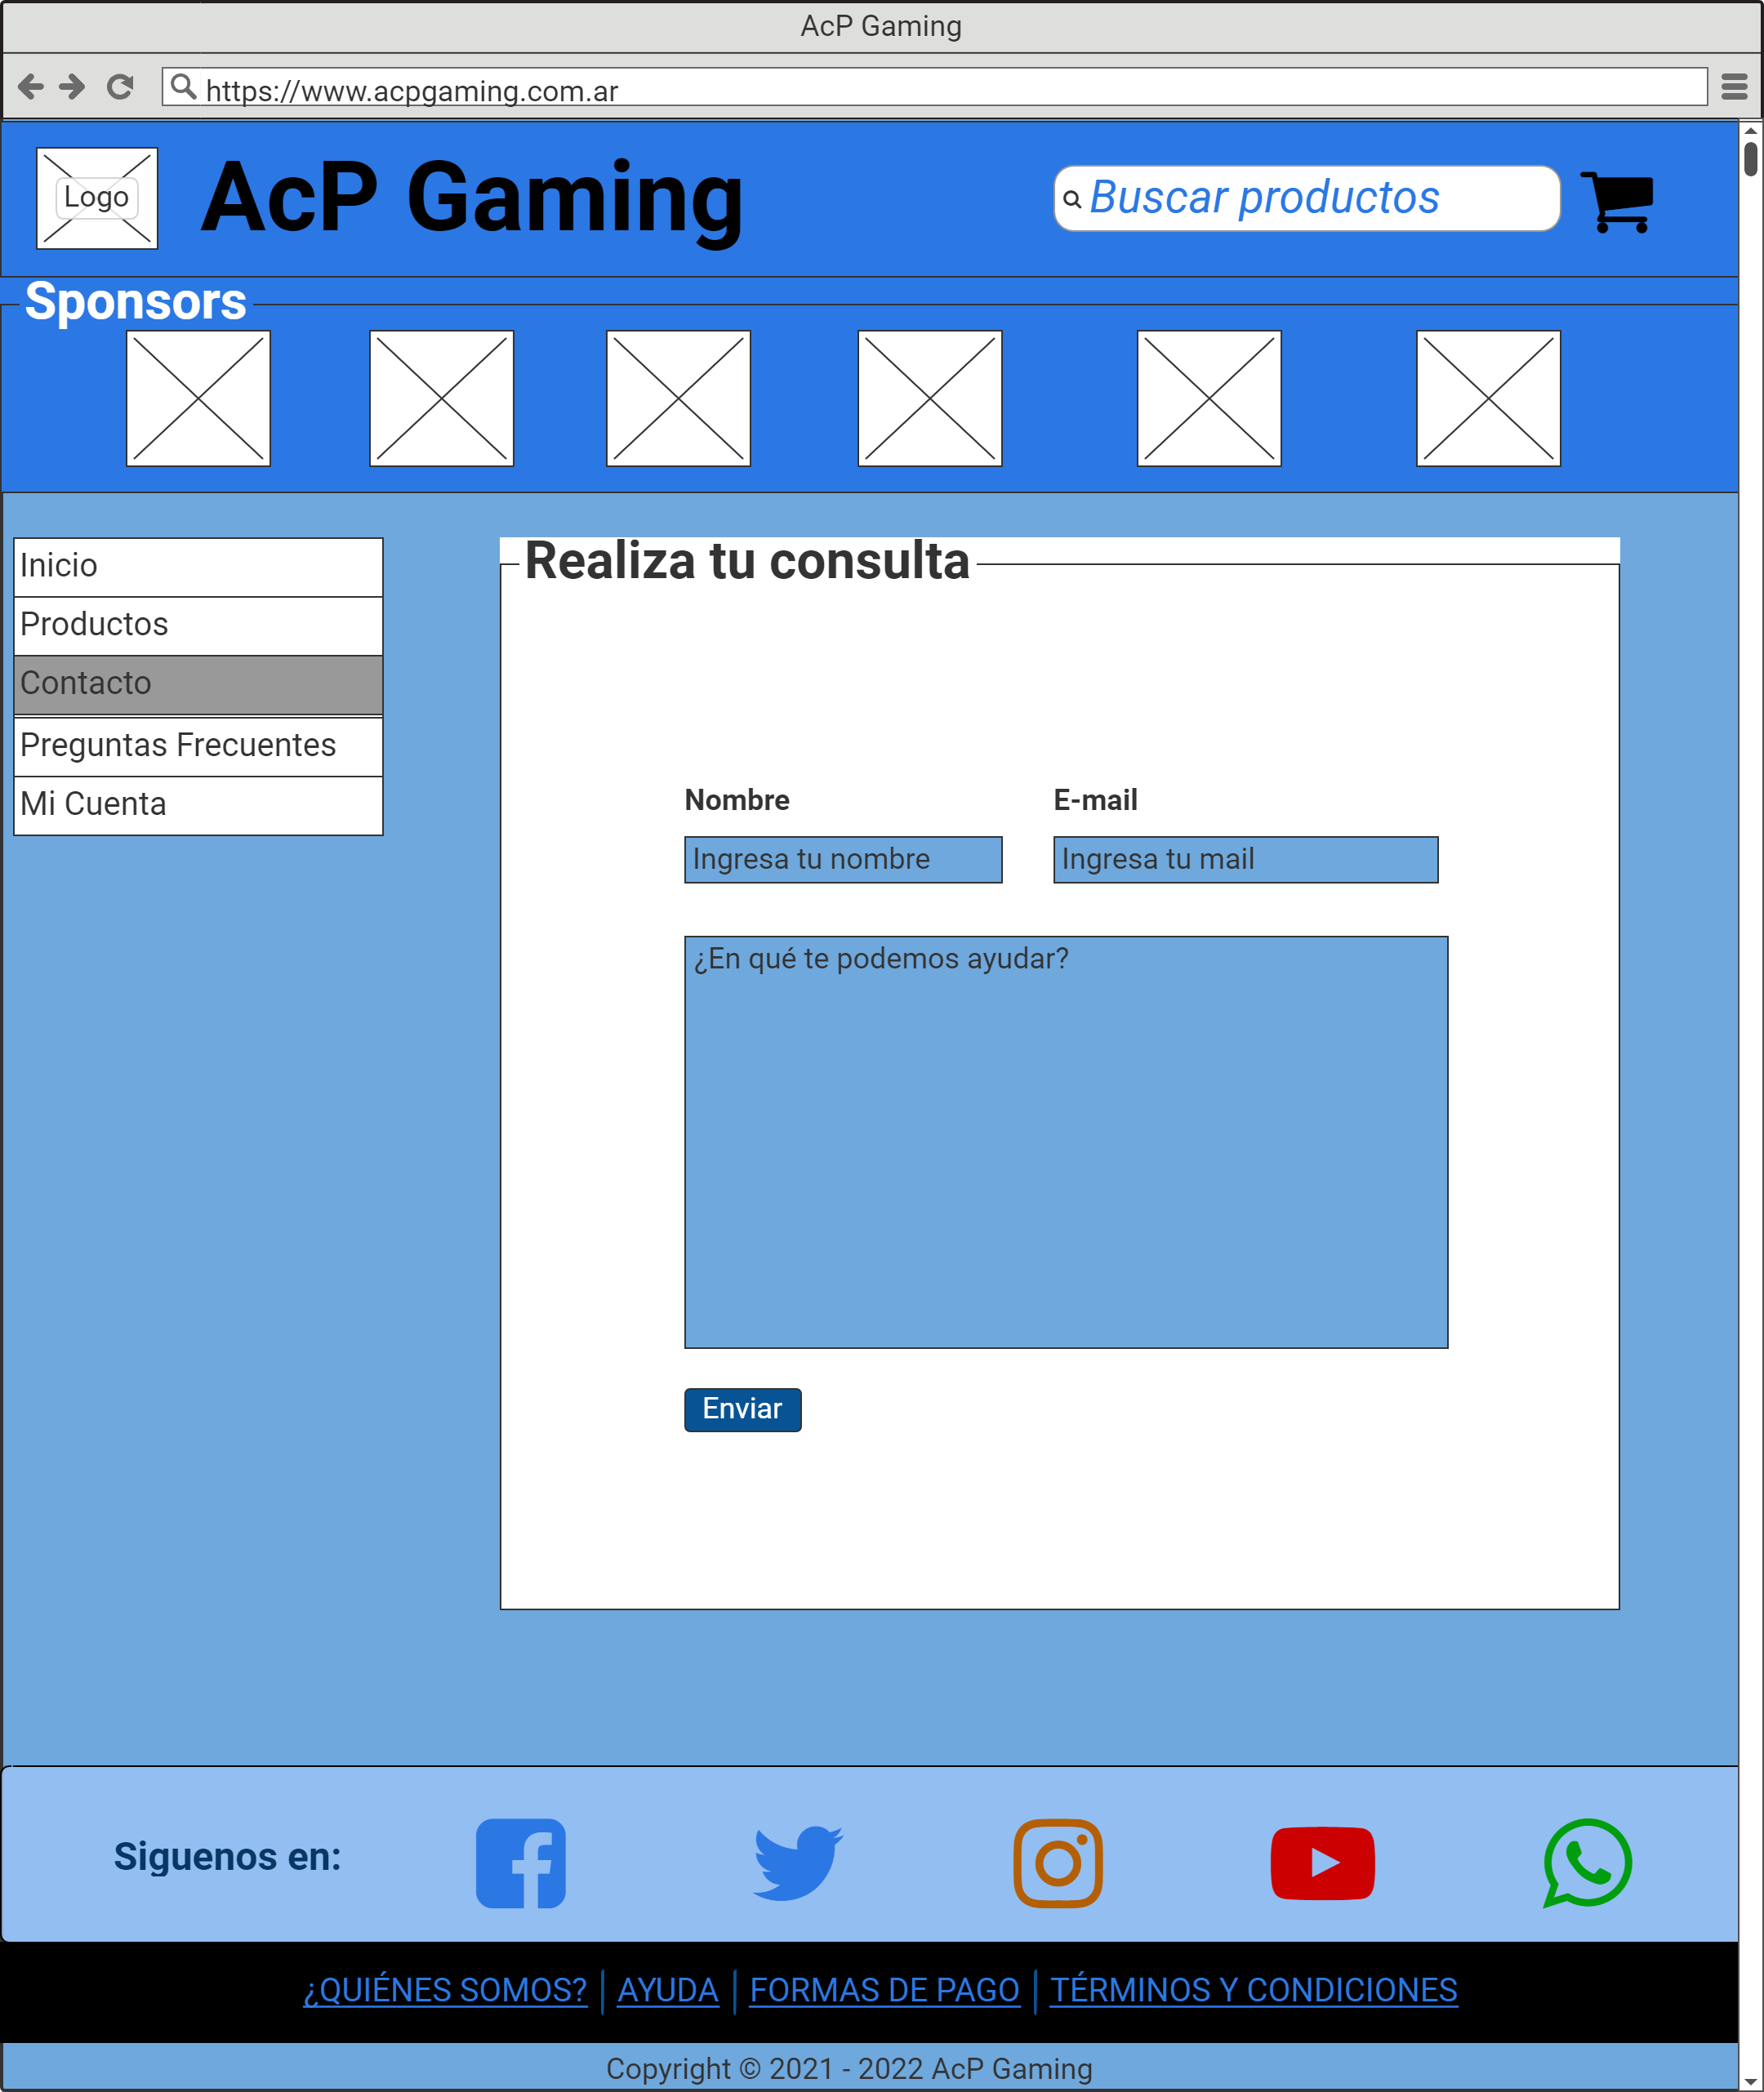 AcP Gaming
https://www.acpgaming.com.ar
Logo
AcP Gaming
Buscar productos
Sponsors
Inicio
Productos
Contacto
Preguntas Frecuentes
Mi Cuenta
Realiza tu consulta
Nombre
E-mail
Ingresa tu nombre
Ingresa tu mail
¿En qué te podemos ayudar?
Enviar
Siguenos en:
¿QUIÉNES SOMOS? | AYUDA | FORMAS DE PAGO | TÉRMINOS Y CONDICIONES
Copyright © 2021 - 2022 AcP Gaming